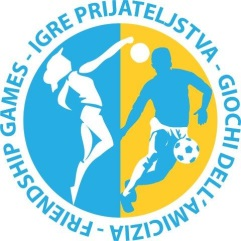 FRIENDSHIP GAMES - IGRE PRIJATELJSTVA - GIOCHI DELL'AMICIZIA -